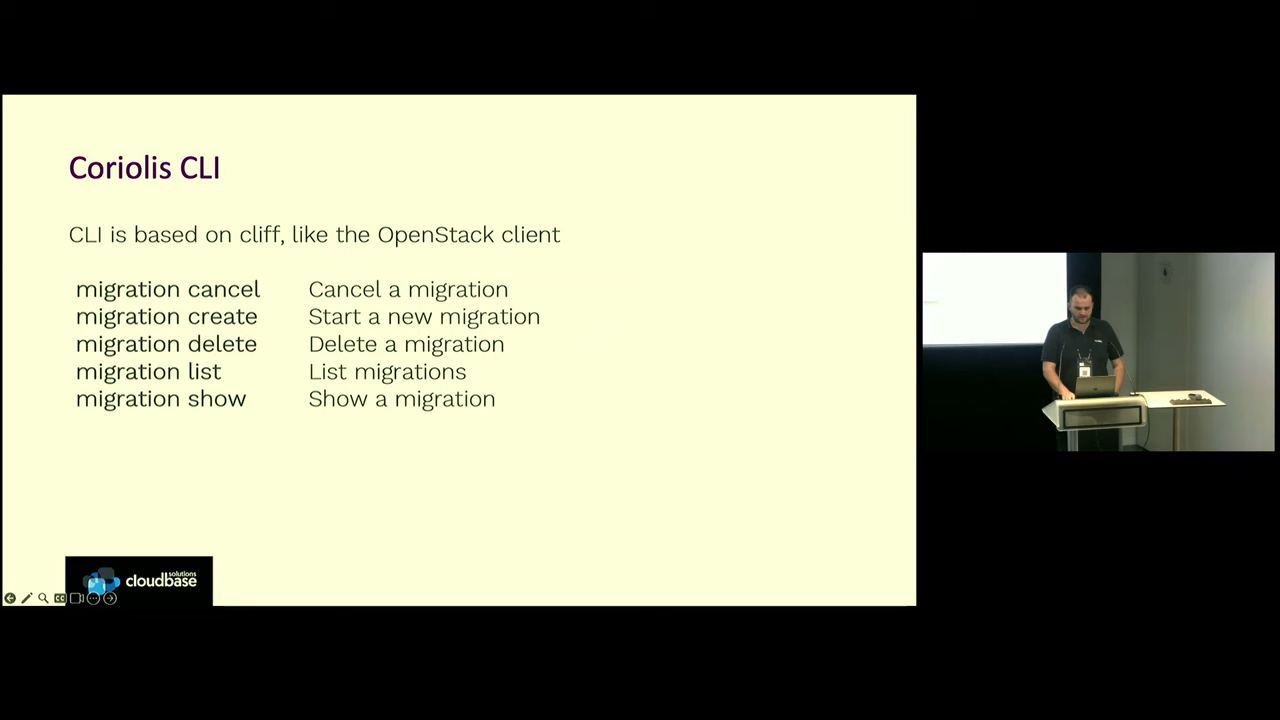 Coriolis CLI
CLI is based on cliff, like the OpenStack client
migration cancel Cancel a migration
migration create Start a new migration
migration delete Delete a migration
migration list List migrations
migration show Show a migration
solutions
cloudbase